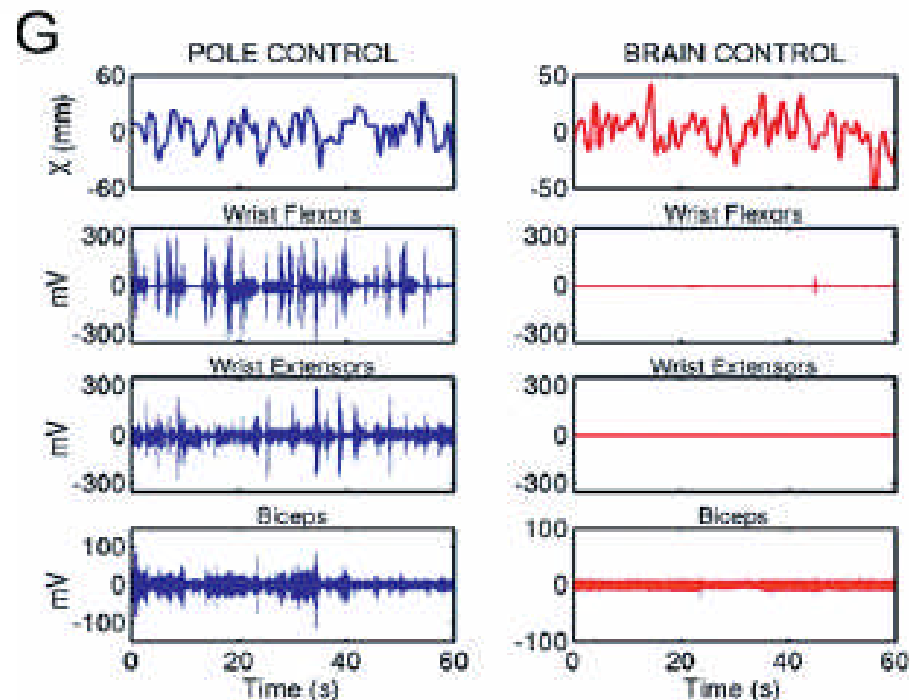 G
POLE CONTROL BRAIN CONTROL
60 50
X (mm)
0 0
-60 -50
Wrist Flexors Wrist Flexors
300 300
mV
0 0
-300 -300
Wrist Extensors Wrist Extensors
300 300
mV
0 0
-300 -300
Biceps Biceps
100 100
mV
0 0
-100 -100
0 20 40 60 0 20 40 60
Time (s) Time (s)